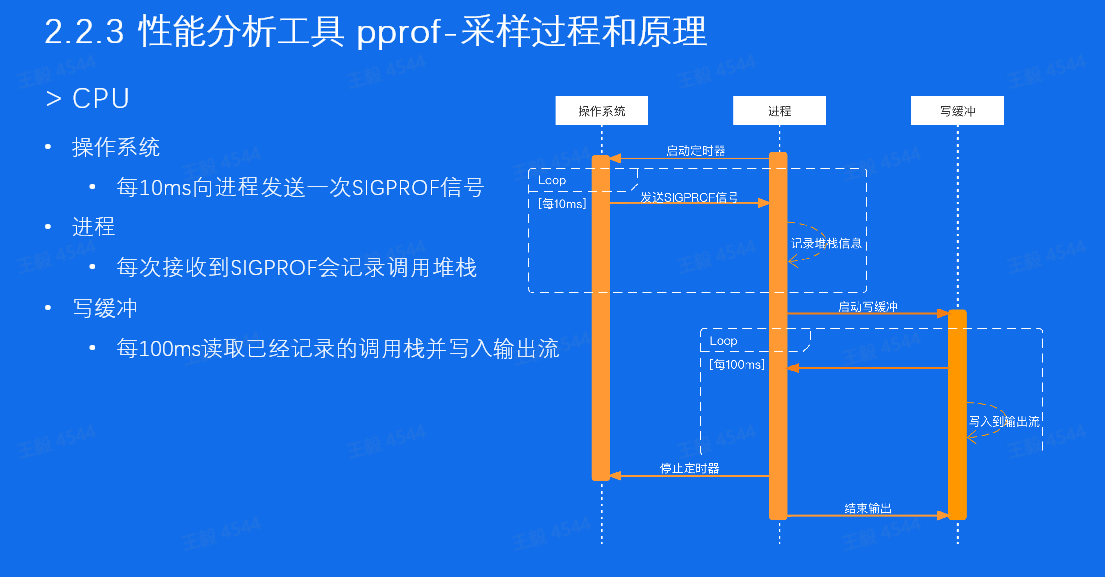 2.2.3 性能分析工具 pprof-采样过程和原理
> CPU
• 操作系统
• 每10ms向进程发送一次SIGPROF信号
• 进程
• 每次接收到SIGPROF会记录调用堆栈
• 写缓冲
• 每100ms读取已经记录的调用栈并写入输出流
操作系统
进程
写缓冲
启动定时器
Loop
[每10ms]
发送SIGPROF信号
记录堆栈信息
启动写缓冲
Loop
[每100ms]
写入到输出流
停止定时器
结束输出
王毅 4544